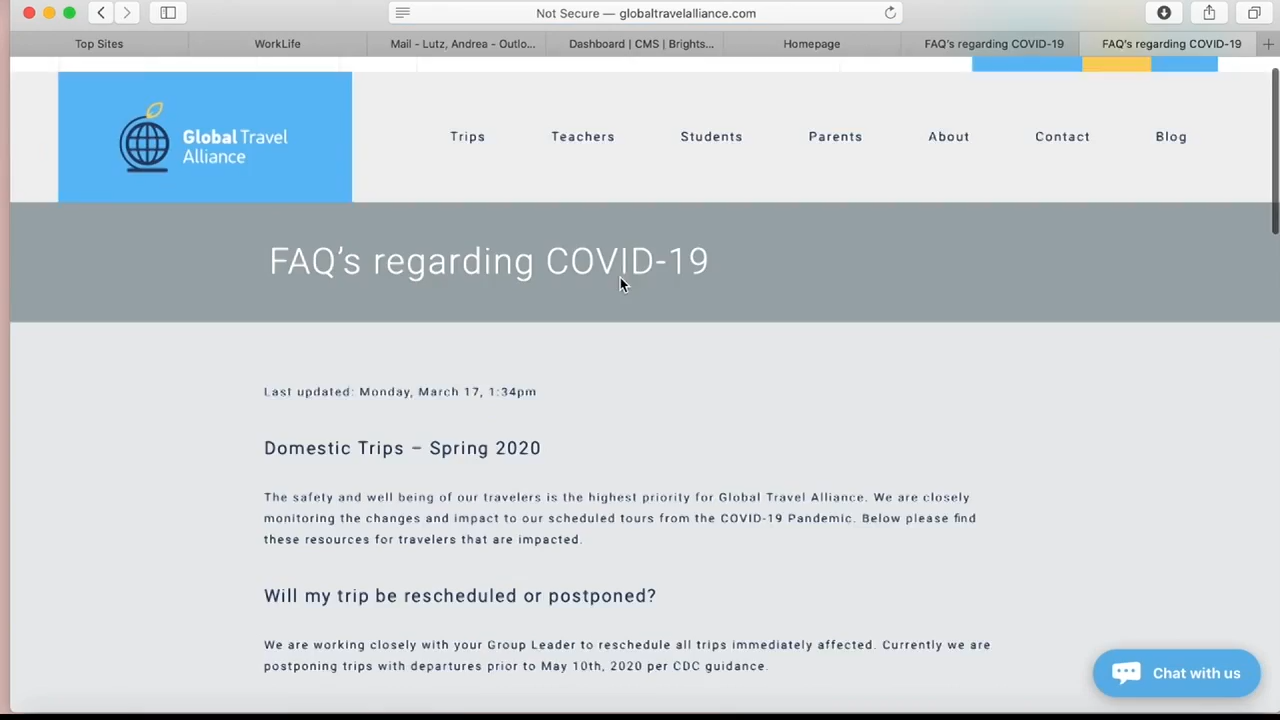 Not Secure — globaltravelalliance.com
Top Sites
WorkLife
Mail - Lutz, Andrea - Outlo...
Dashboard | CMS | Brights...
Homepage
FAQ's regarding COVID-19
FAQ's regarding COVID-19
Global Travel
Alliance
Trips
Teachers
Students
Parents
About
Contact
Blog
FAQ's regarding COVID-19
Last updated: Monday, March 17, 1:34pm
Domestic Trips – Spring 2020
The safety and well being of our travelers is the highest priority for Global Travel Alliance. We are closely
monitoring the changes and impact to our scheduled tours from the COVID-19 Pandemic. Below please find
these resources for travelers that are impacted.
Will my trip be rescheduled or postponed?
We are working closely with your Group Leader to reschedule all trips immediately affected. Currently we are
postponing trips with departures prior to May 10th, 2020 per CDC guidance.
Chat with us